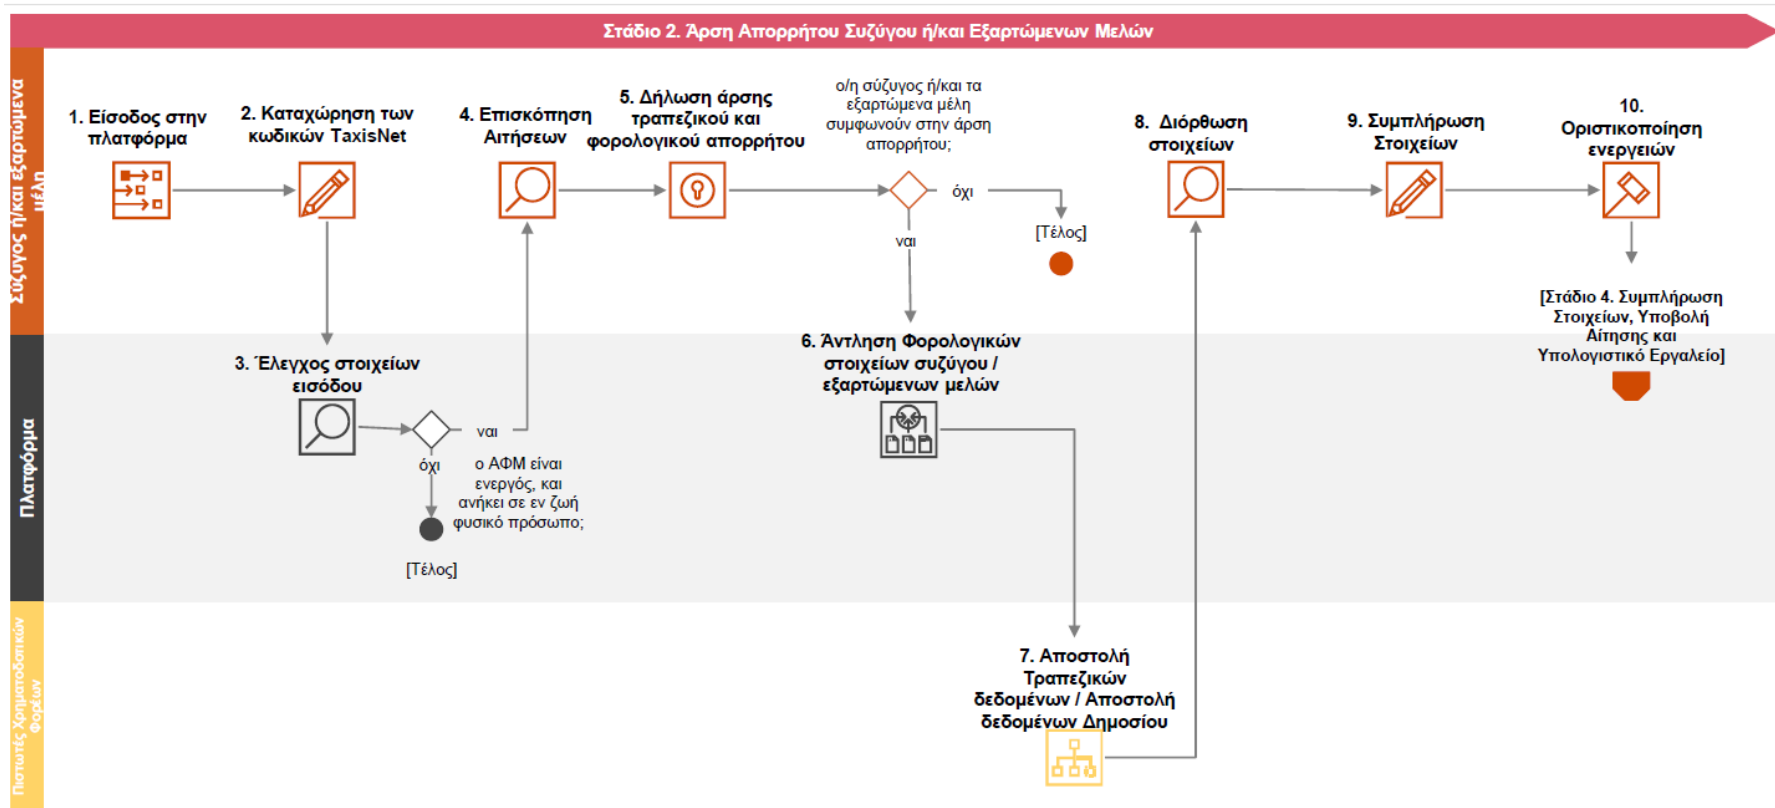 Στάδιο 2. Άρση Απορρήτου Συζύγου ή/και Εξαρτώμενων Μελών
Σύζυγος ή/και εξαρτώμενα
μέλη
1. Είσοδος στην
πλατφόρμα
2. Καταχώρηση των
κωδικών TaxisNet
4. Επισκόπηση
Αιτήσεων
5. Δήλωση άρσης
τραπεζικού και
φορολογικού απορρήτου
ο/η σύζυγος ή/και τα
εξαρτώμενα μέλη
συμφωνούν στην άρση
απορρήτου;
όχι
ναι
[Τέλος]
8. Διόρθωση
στοιχείων
9. Συμπλήρωση
Στοιχείων
10.
Οριστικοποίηση
ενεργειών
[Στάδιο 4. Συμπλήρωση
Στοιχείων, Υποβολή
Αίτησης και
Υπολογιστικό Εργαλείο]
Πλατφόρμα
3. Έλεγχος στοιχείων
εισόδου
ναι
όχι
ο ΑΦΜ είναι
ενεργός, και
ανήκει σε εν ζωή
φυσικό πρόσωπο;
[Τέλος]
6. Άντληση Φορολογικών
στοιχείων συζύγου /
εξαρτώμενων μελών
Πιστωτές Χρηματοδοτικών
Φορέων
7. Αποστολή
Τραπεζικών
δεδομένων / Αποστολή
δεδομένων Δημοσίου